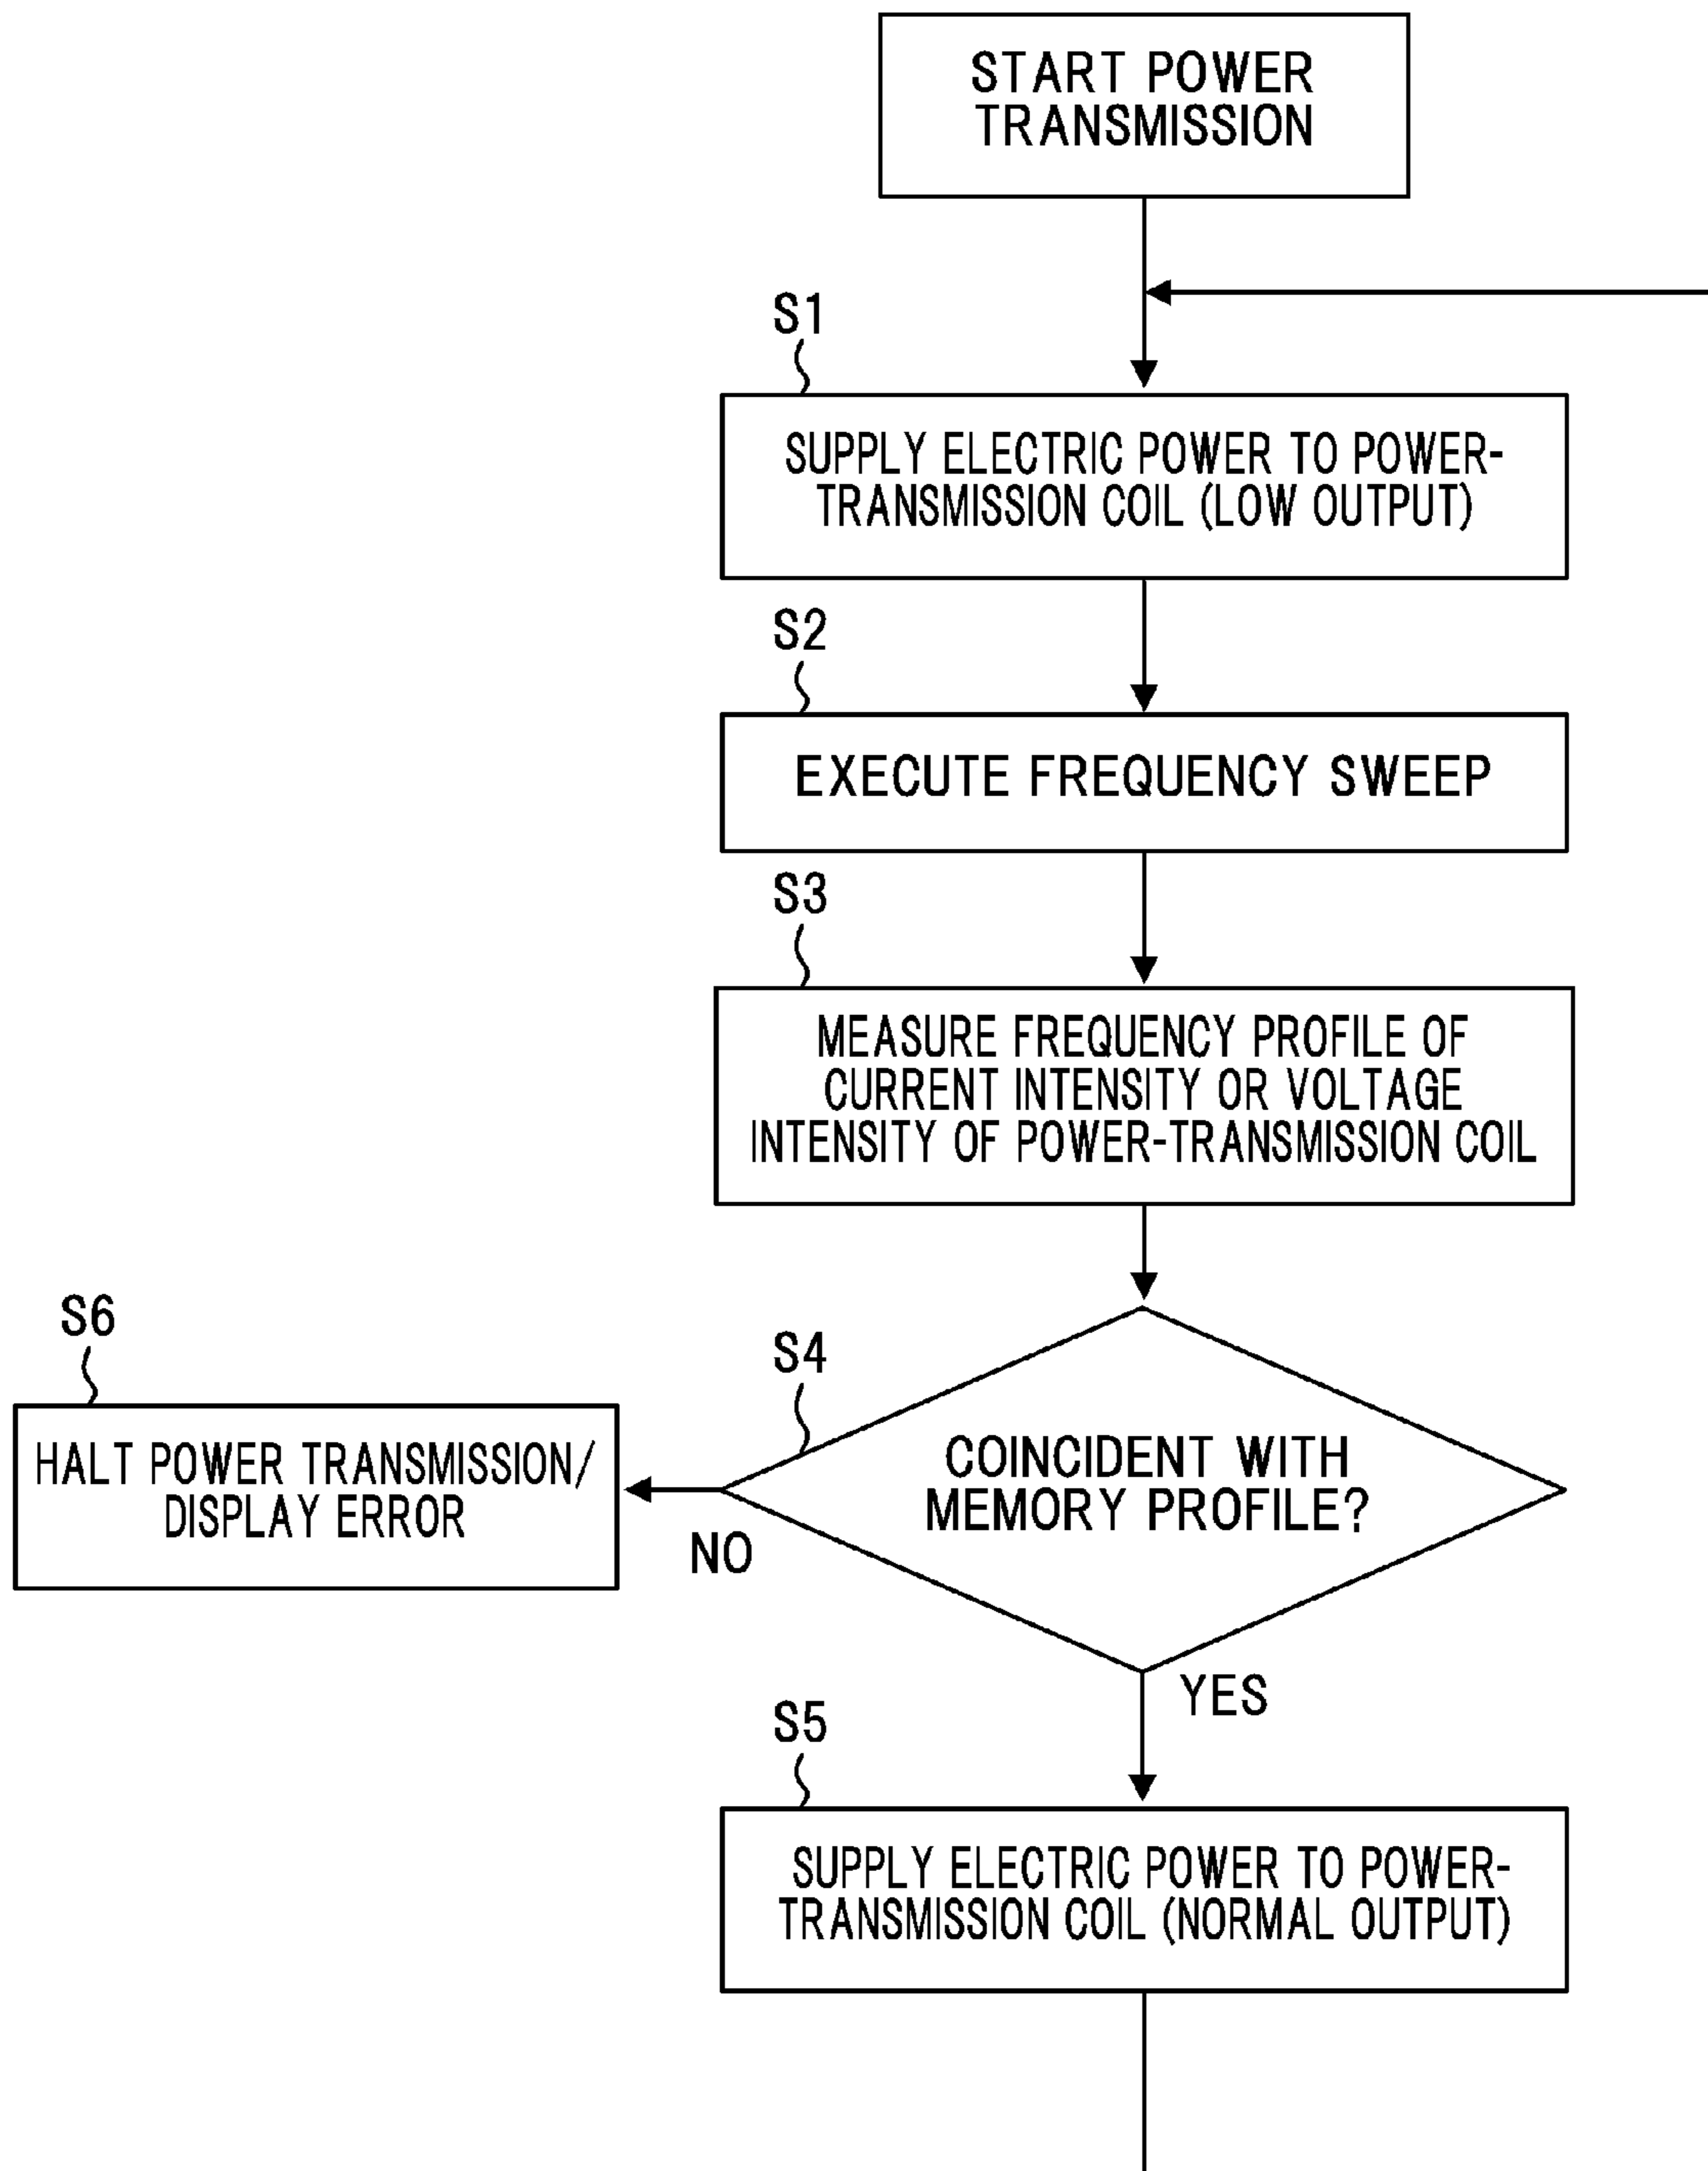 START POWER
TRANSMISSION
S1
SUPPLY ELECTRIC POWER TO POWER-
TRANSMISSION COIL (LOW OUTPUT)
S2
EXECUTE FREQUENCY SWEEP
S3
MEASURE FREQUENCY PROFILE OF
CURRENT INTENSITY OR VOLTAGE
INTENSITY OF POWER-TRANSMISSION COIL
S4
COINCIDENT WITH
MEMORY PROFILE?
S6
HALT POWER TRANSMISSION/
DISPLAY ERROR
NO
YES
S5
SUPPLY ELECTRIC POWER TO POWER-
TRANSMISSION COIL (NORMAL OUTPUT)